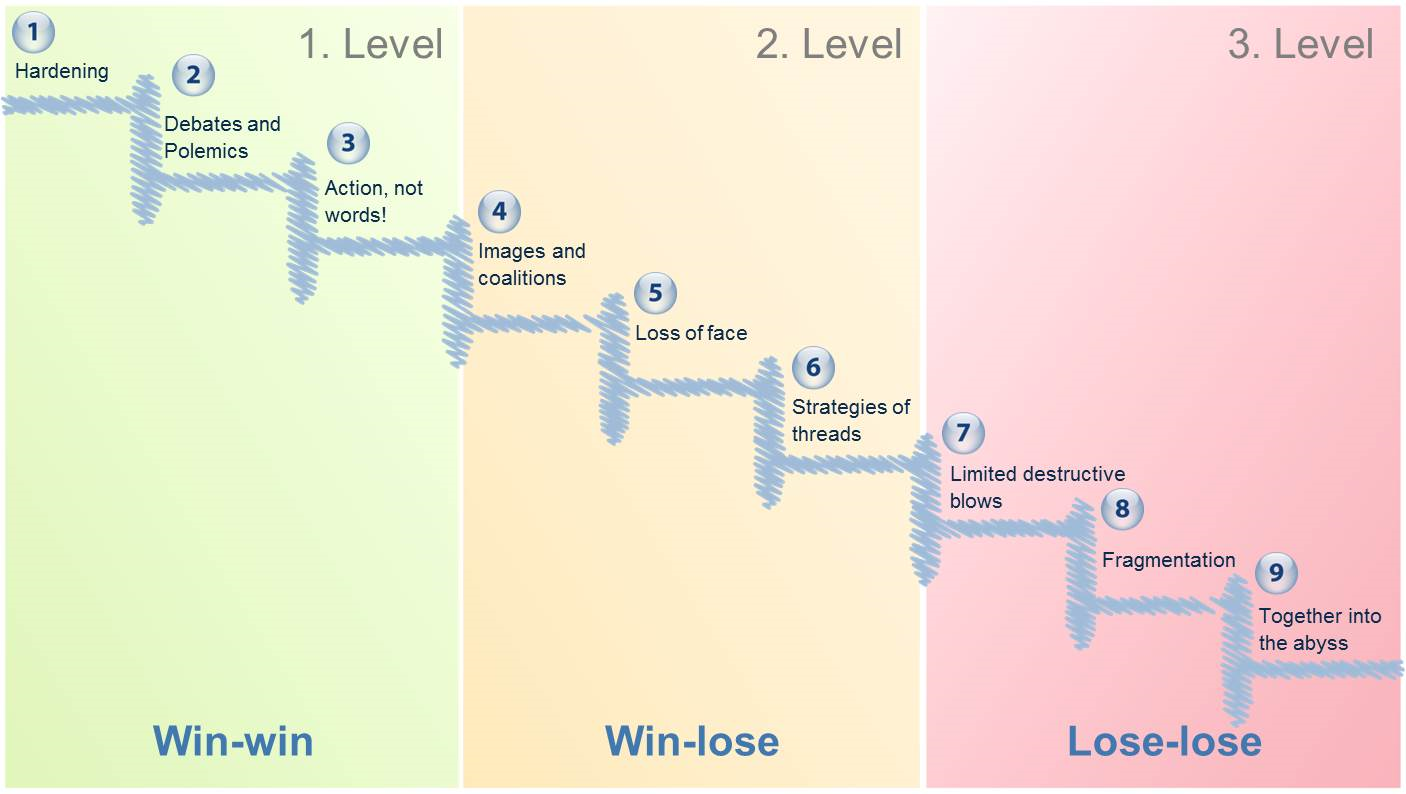 1. Level
2. Level
3. Level
1
Hardening
2
Debates and
Polemics
3
Action, not
words!
4
Images and
coalitions
5
Loss of face
6
Strategies of
threads
7
Limited destructive
blows
8
Fragmentation
9
Together into
the abyss
Win-win
Win-lose
Lose-lose